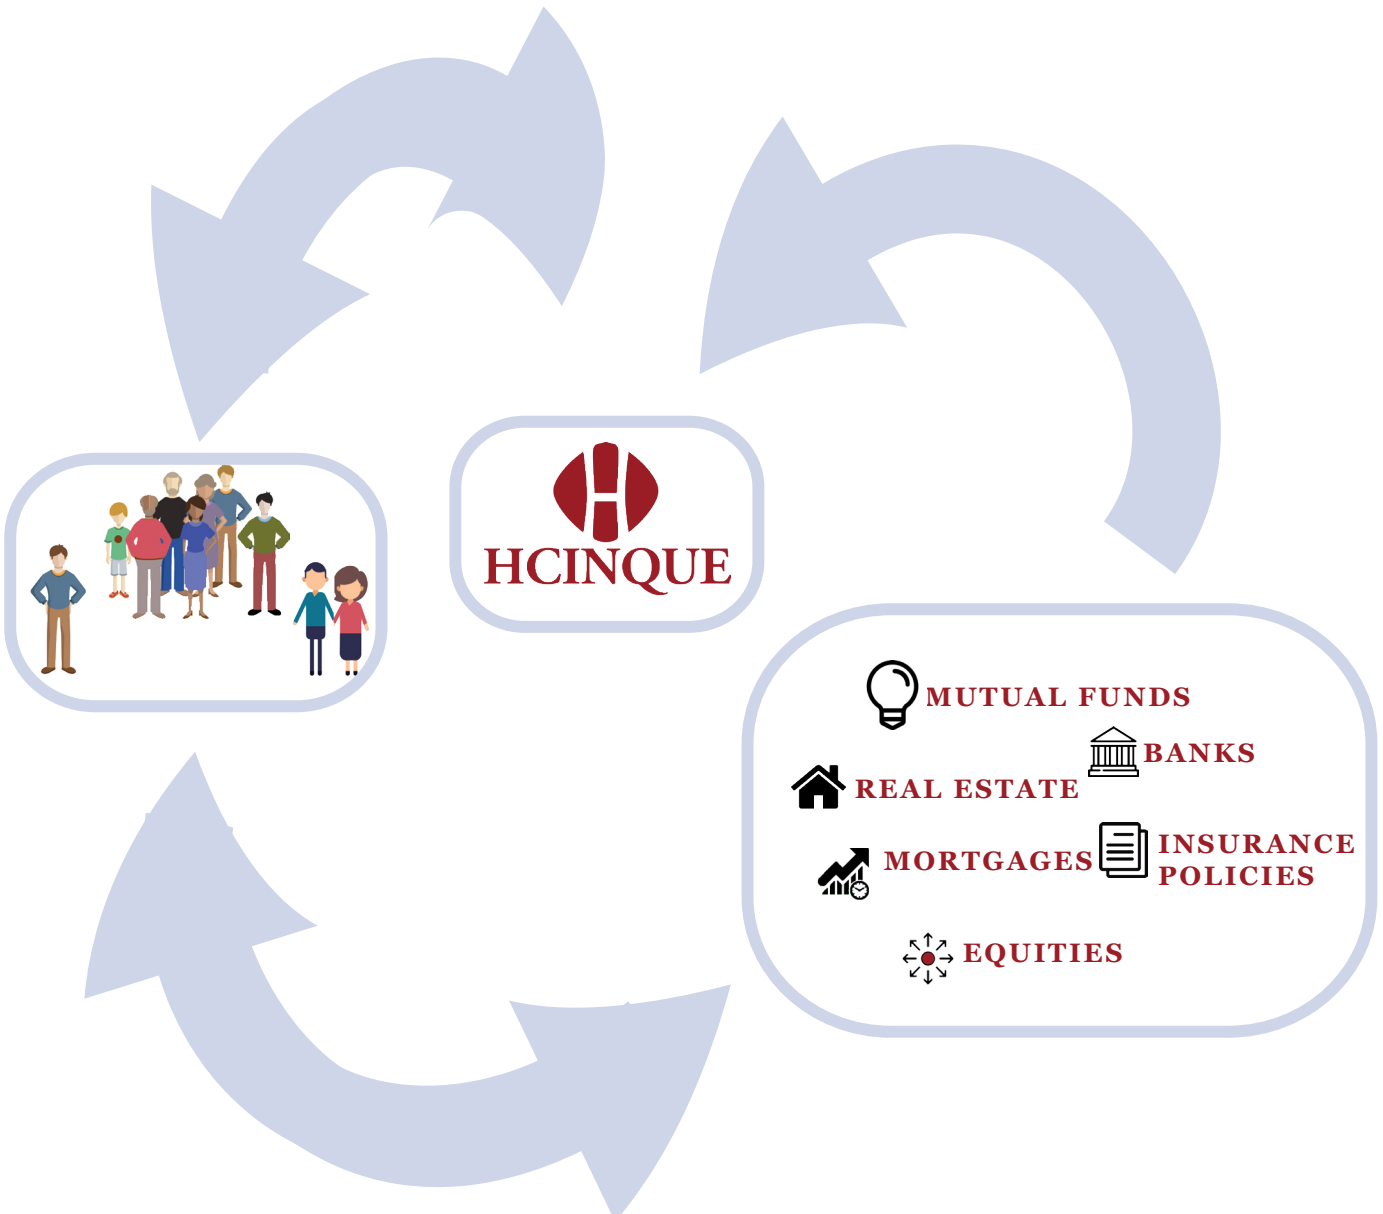 HCINQUE
MUTUAL FUNDS
BANKS
REAL ESTATE
MORTGAGES
INSURANCE
POLICIES
EQUITIES